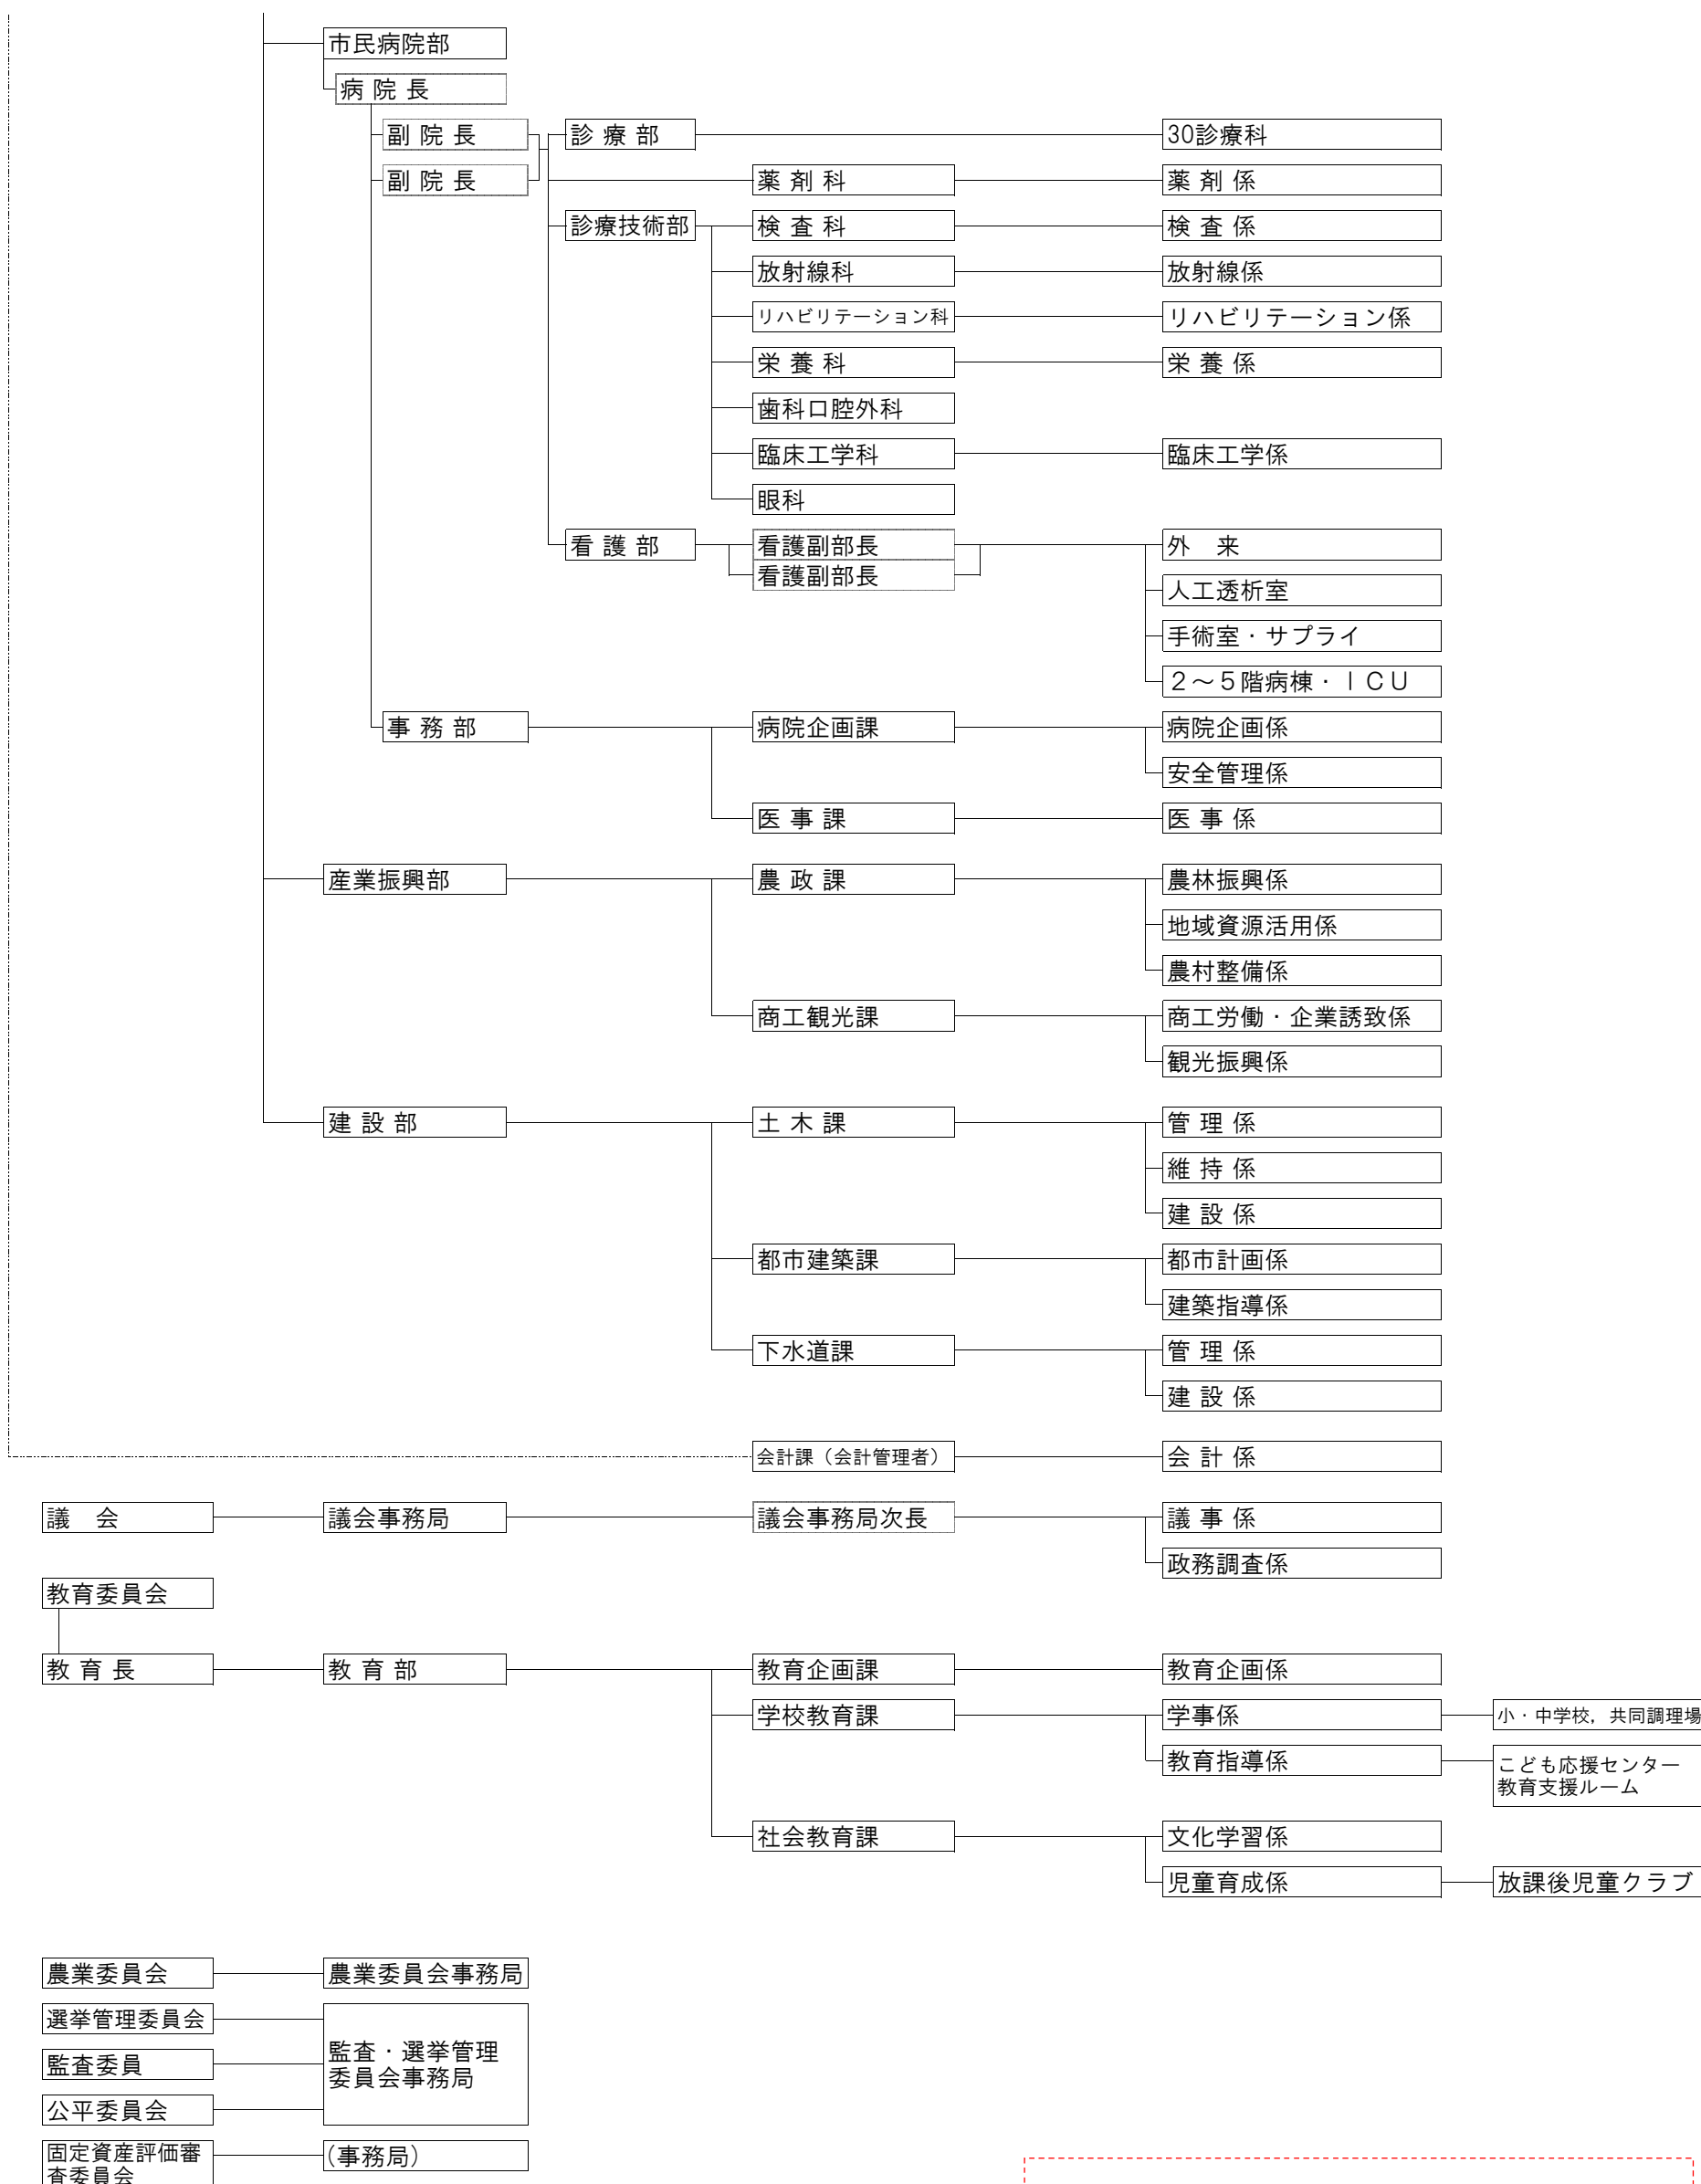 市民病院部
病 院 長
副 院 長
診 療 部
30診療科
副 院 長
薬 剤 科
薬 剤 係
診療技術部
検 査 科
検 査 係
放射線科
放射線係
リハビリテーション科
リハビリテーション係
栄 養 科
栄 養 係
歯科口腔外科
臨床工学科
臨床工学係
眼科
看 護 部
看護副部長
外　来
看護副部長
人工透析室
手術室・サプライ
２～５階病棟・ＩＣＵ
事 務 部
病院企画課
病院企画係
安全管理係
医 事 課
医 事 係
産業振興部
農 政 課
農林振興係
地域資源活用係
農村整備係
商工観光課
商工労働・企業誘致係
観光振興係
建 設 部
土 木 課
管 理 係
維 持 係
建 設 係
都市建築課
都市計画係
建築指導係
下水道課
管 理 係
建 設 係
会計課（会計管理者）
会 計 係
議　会
議会事務局
議会事務局次長
議 事 係
政務調査係
教育委員会
教 育 長
教 育 部
教育企画課
教育企画係
学校教育課
学事係
小・中学校，共同調理場
教育指導係
こども応援センター
教育支援ルーム
社会教育課
文化学習係
児童育成係
放課後児童クラブ
農業委員会
農業委員会事務局
選挙管理委員会
監査・選挙管理
委員会事務局
監査委員
公平委員会
固定資産評価審
査委員会
（事務局）